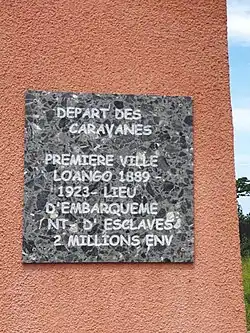 DEPART DES
CARAVANES
PREMIERE VILLE
LOANGO 1889 -
1923- LIEU
D'EMBARQUEME
NT - D' ESCLAVES
2 MILLIONS ENV